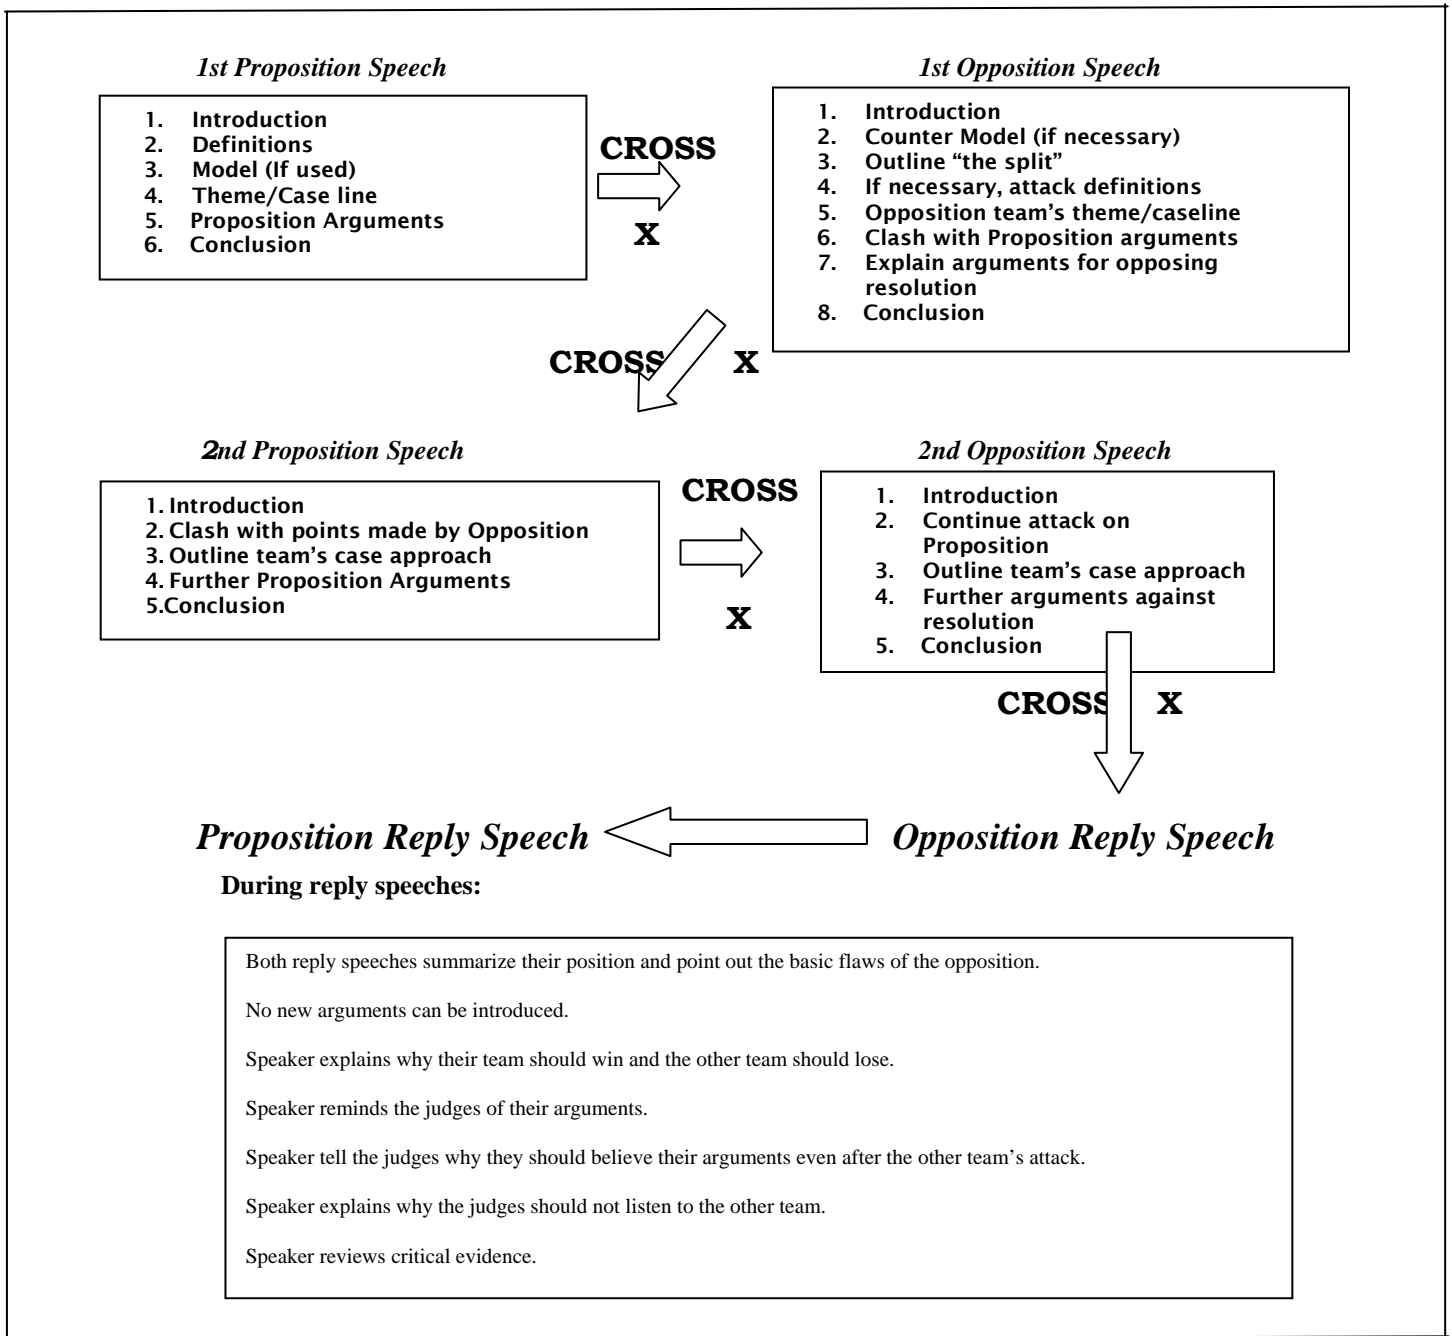 1st Proposition Speech
1. Introduction
2. Definitions
3. Model (If used)
4. Theme/Case line
5. Proposition Arguments
6. Conclusion
CROSS
X
1st Opposition Speech
1. Introduction
2. Counter Model (if necessary)
3. Outline “the split”
4. If necessary, attack definitions
5. Opposition team’s theme/caseline
6. Clash with Proposition arguments
7. Explain arguments for opposing
resolution
8. Conclusion
CROSS X
2nd Proposition Speech
1. Introduction
2. Clash with points made by Opposition
3. Outline team’s case approach
4. Further Proposition Arguments
5.Conclusion
CROSS
X
2nd Opposition Speech
1. Introduction
2. Continue attack on
Proposition
3. Outline team’s case approach
4. Further arguments against
resolution
5. Conclusion
CROSS X
Proposition Reply Speech
Opposition Reply Speech
During reply speeches:
Both reply speeches summarize their position and point out the basic flaws of the opposition.
No new arguments can be introduced.
Speaker explains why their team should win and the other team should lose.
Speaker reminds the judges of their arguments.
Speaker tell the judges why they should believe their arguments even after the other team’s attack.
Speaker explains why the judges should not listen to the other team.
Speaker reviews critical evidence.